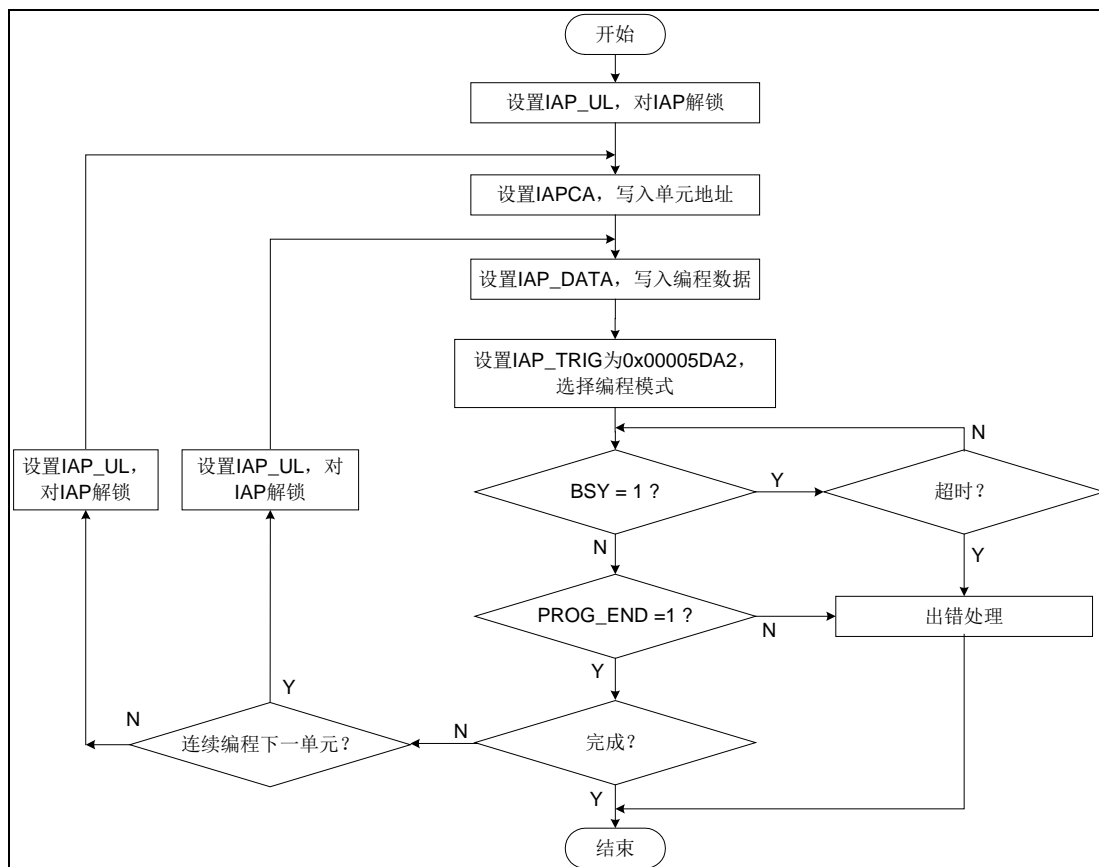 开始
设置IAP_UL，对IAP解锁
设置IAPCA，写入单元地址
设置IAP_DATA，写入编程数据
设置IAP_TRIG为0x00005DA2，
选择编程模式
N
设置IAP_UL，
对IAP解锁
设置IAP_UL，对
IAP解锁
BSY = 1 ?
Y
超时？
N
Y
PROG_END =1 ?
N
出错处理
Y
Y
N
连续编程下一单元？
N
完成？
Y
结束